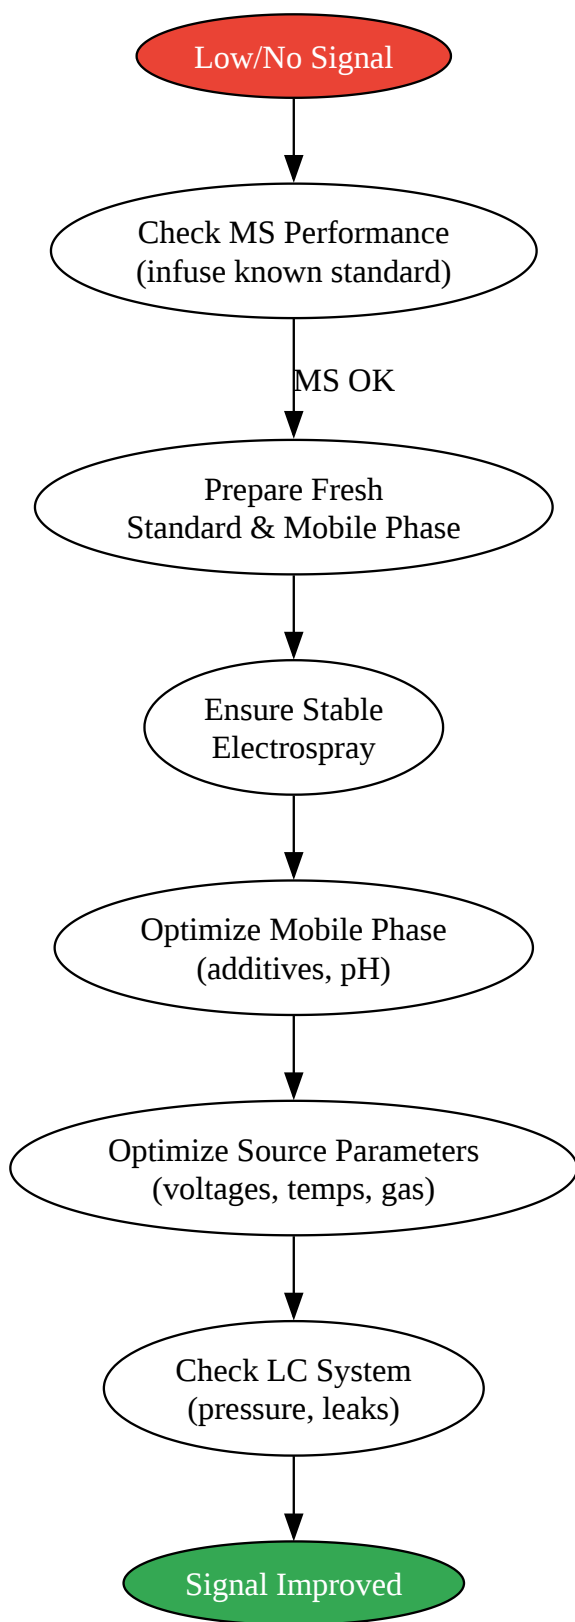 Low/No Signal
Check MS Performance
(infuse known standard)
MS OK
Prepare Fresh
Standard & Mobile Phase
Ensure Stable
Electrospray
Optimize Mobile Phase
(additives, pH)
Optimize Source Parameters
(voltages, temps, gas)
Check LC System
(pressure, leaks)
Signal Improved